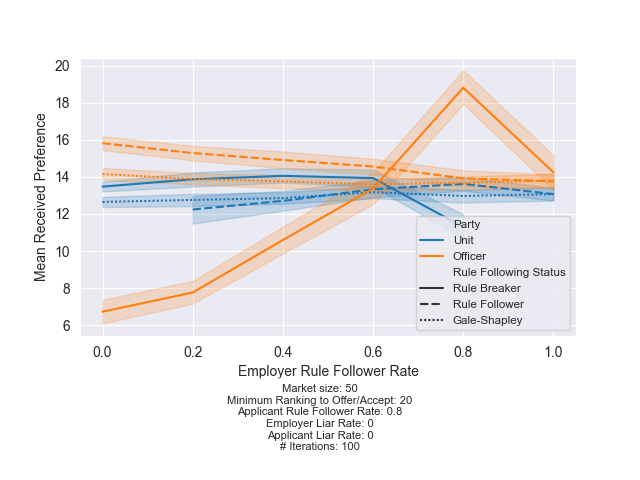 20
18
16
14
12
10
8
6
Mean Received Preference
Party
Unit
Officer
Rule Following Status
Rule Breaker
Rule Follower
Gale-Shapley
0.0 0.2 0.4 0.6 0.8 1.0
Employer Rule Follower Rate
Market size: 50
Minimum Ranking to Offer/Accept: 20
Applicant Rule Follower Rate: 0.8
Employer Liar Rate: 0
Applicant Liar Rate: 0
# Iterations: 100